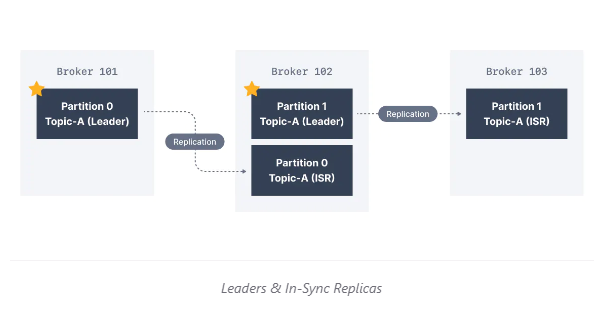 Broker 101
Partition 0
Topic-A (Leader)
Replication
Broker 102
Partition 1
Topic-A (Leader)
Partition 0
Topic-A (ISR)
Replication
Broker 103
Partition 1
Topic-A (ISR)
Leaders & In-Sync Replicas